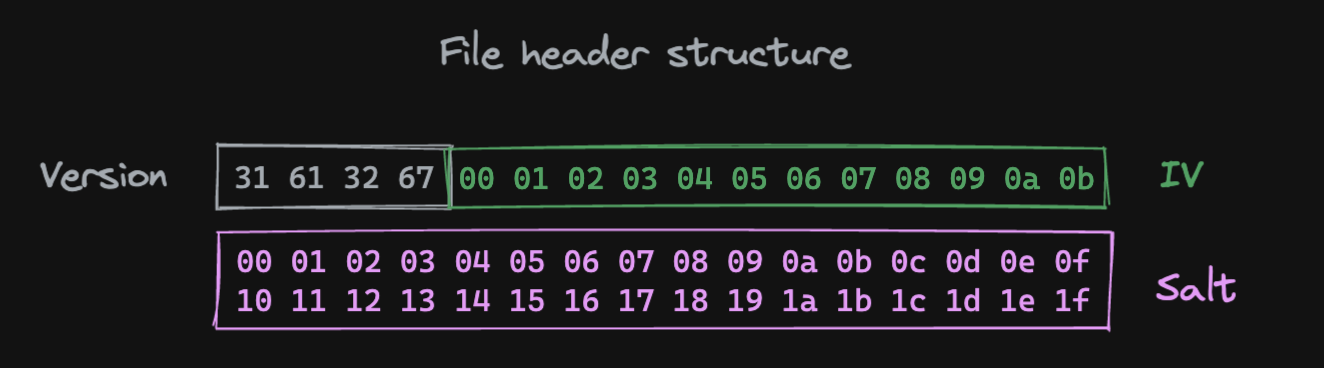 File header structure
Version 31 61 32 67 00 01 02 03 04 05 06 07 08 09 0a 0b IV
00 01 02 03 04 05 06 07 08 09 0a 0b 0c 0d 0e 0f
10 11 12 13 14 15 16 17 18 19 1a 1b 1c 1d 1e 1f
Salt